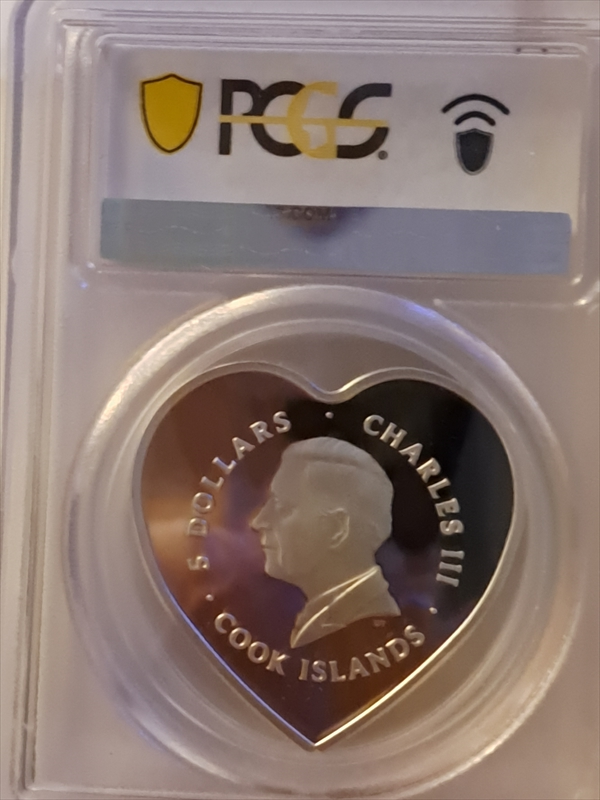 PCGS
5 DOLLARS · CHARLES III ·
COOK ISLANDS ·